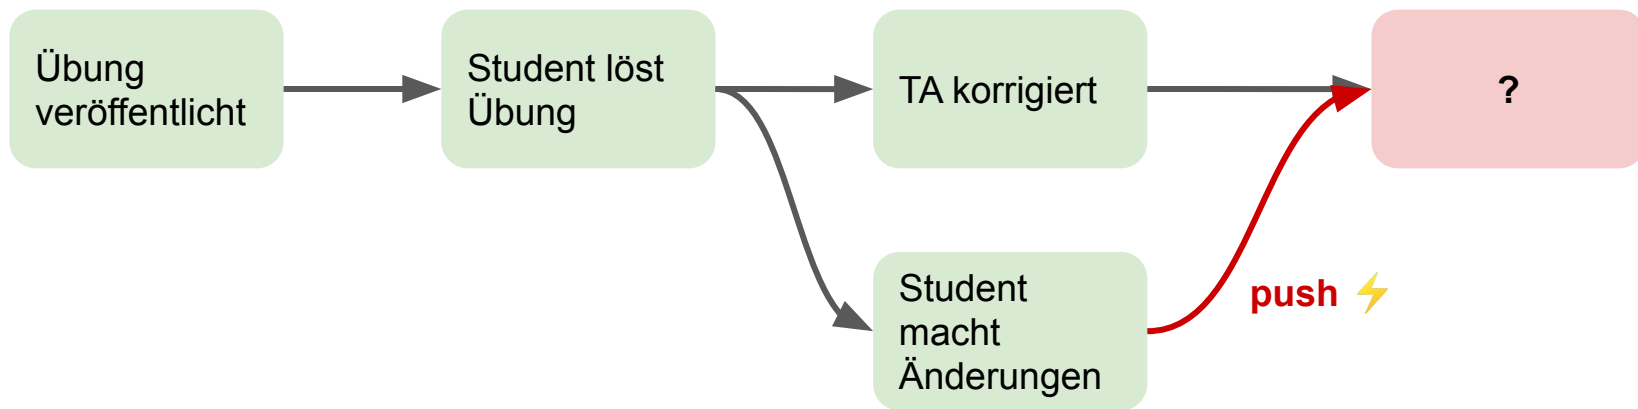 Übung
veröffentlicht
Student löst
Übung
TA korrigiert
?
Student
macht
Änderungen
push ⚡